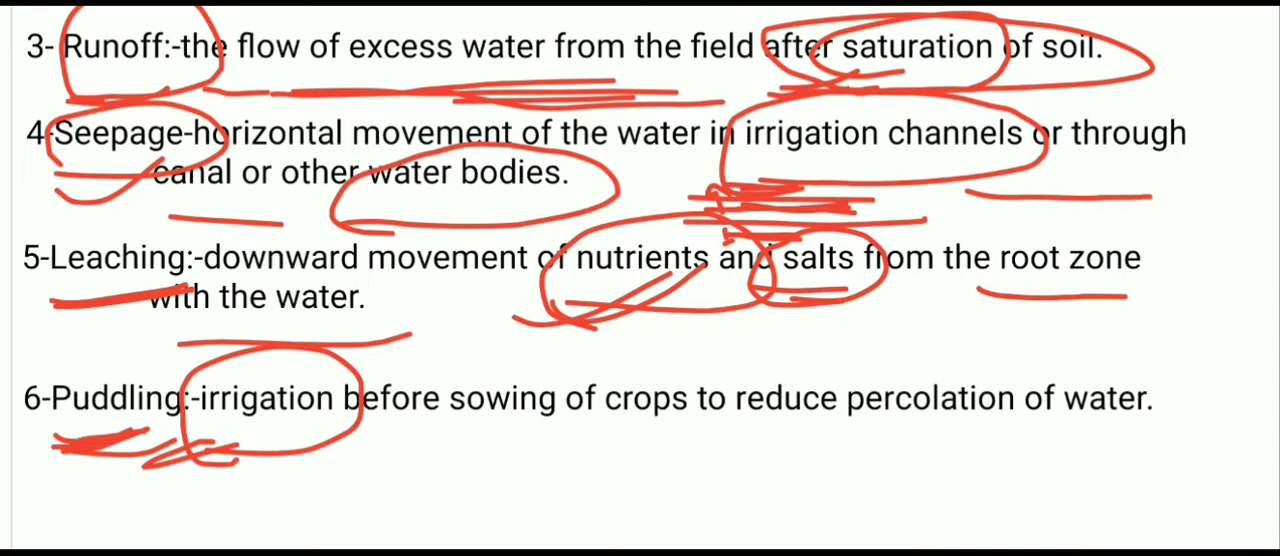 3- Runoff:-the flow of excess water from the field after saturation of soil.
4-Seepage-horizontal movement of the water in irrigation channels or through
canal or other water bodies.
5-Leaching:-downward movement of nutrients and salts from the root zone
with the water.
6-Puddling:-irrigation before sowing of crops to reduce percolation of water.